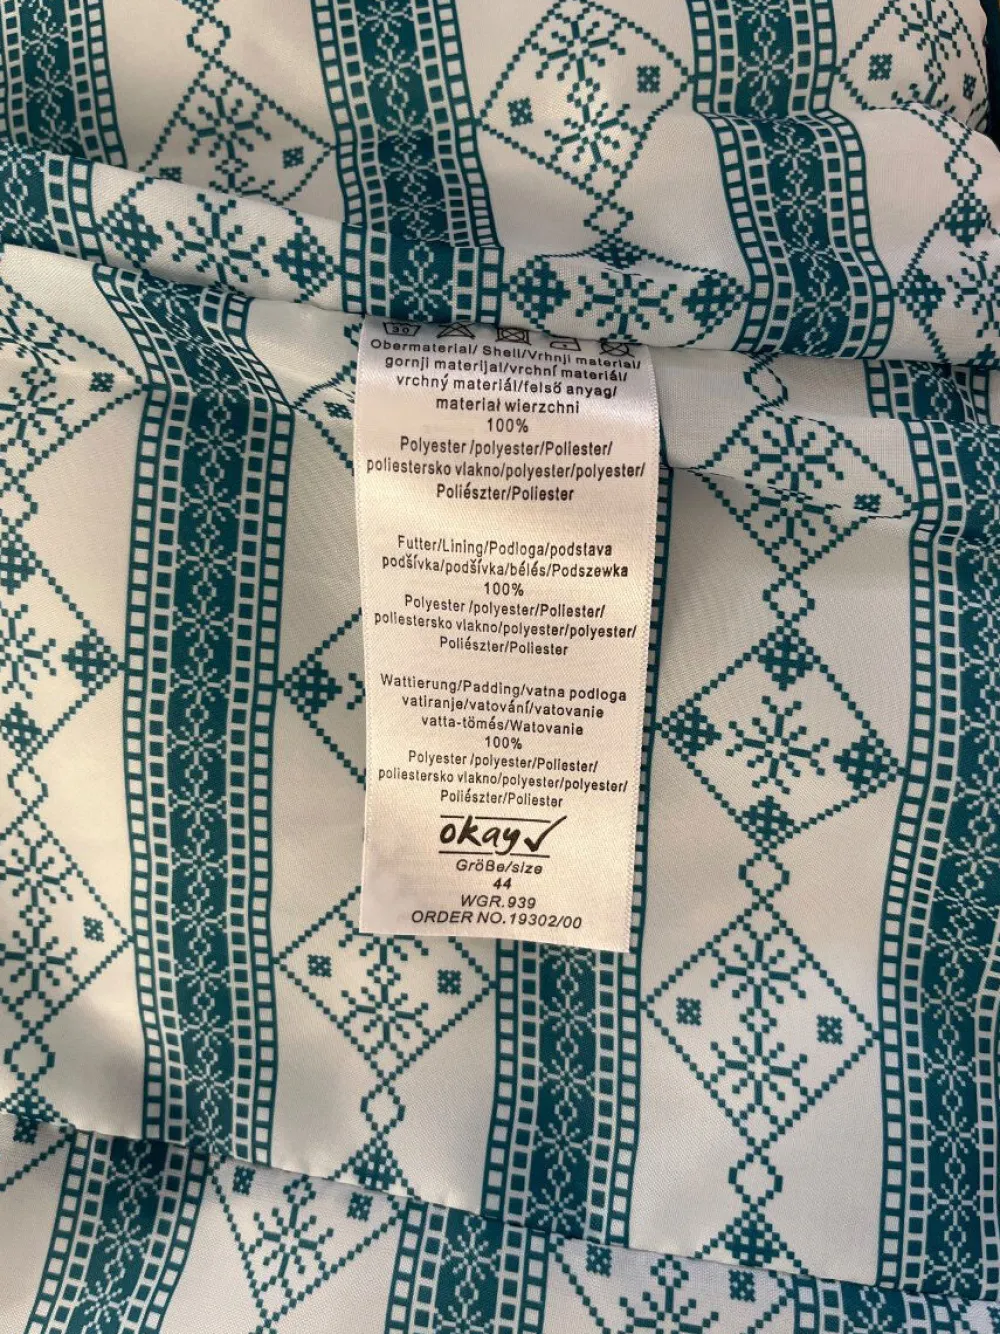 30
Obermaterial/ Shell/Vrhnji material/
gornji materijal/vrchní materiál/
vrchný materiál/felső anyag/
materiał wierzchni
100%
Polyester /polyester/Poliester/
poliestersko vlakno/polyester/polyester/
Poliészter/Poliester
Futter/Lining/Podloga/podstava
podšívka/podšívka/bélés/Podszewka
100%
Polyester /polyester/Poliester/
poliestersko vlakno/polyester/polyester/
Poliészter/Poliester
Wattierung/Padding/vatna podloga
vatiranje/vatování/vatovanie
vatta-tömés/Watovanie
100%
Polyester /polyester/Poliester/
poliestersko vlakno/polyester/polyester/
Poliészter/Poliester
okay
Größe/size
44
WGR.939
ORDER NO.19302/00